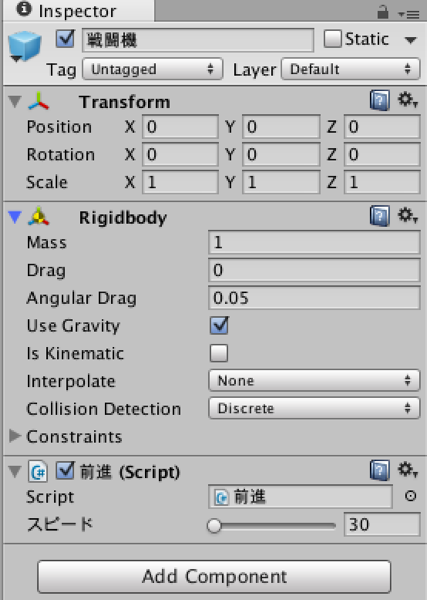 Inspector
戦闘機 Static
Tag Untagged Layer Default
Transform
Position X 0 Y 0 Z 0
Rotation X 0 Y 0 Z 0
Scale X 1 Y 1 Z 1
Rigidbody
Mass 1
Drag 0
Angular Drag 0.05
Use Gravity
Is Kinematic
Interpolate None
Collision Detection Discrete
Constraints
C# 前進 (Script)
Script 前進
スピード 30
Add Component